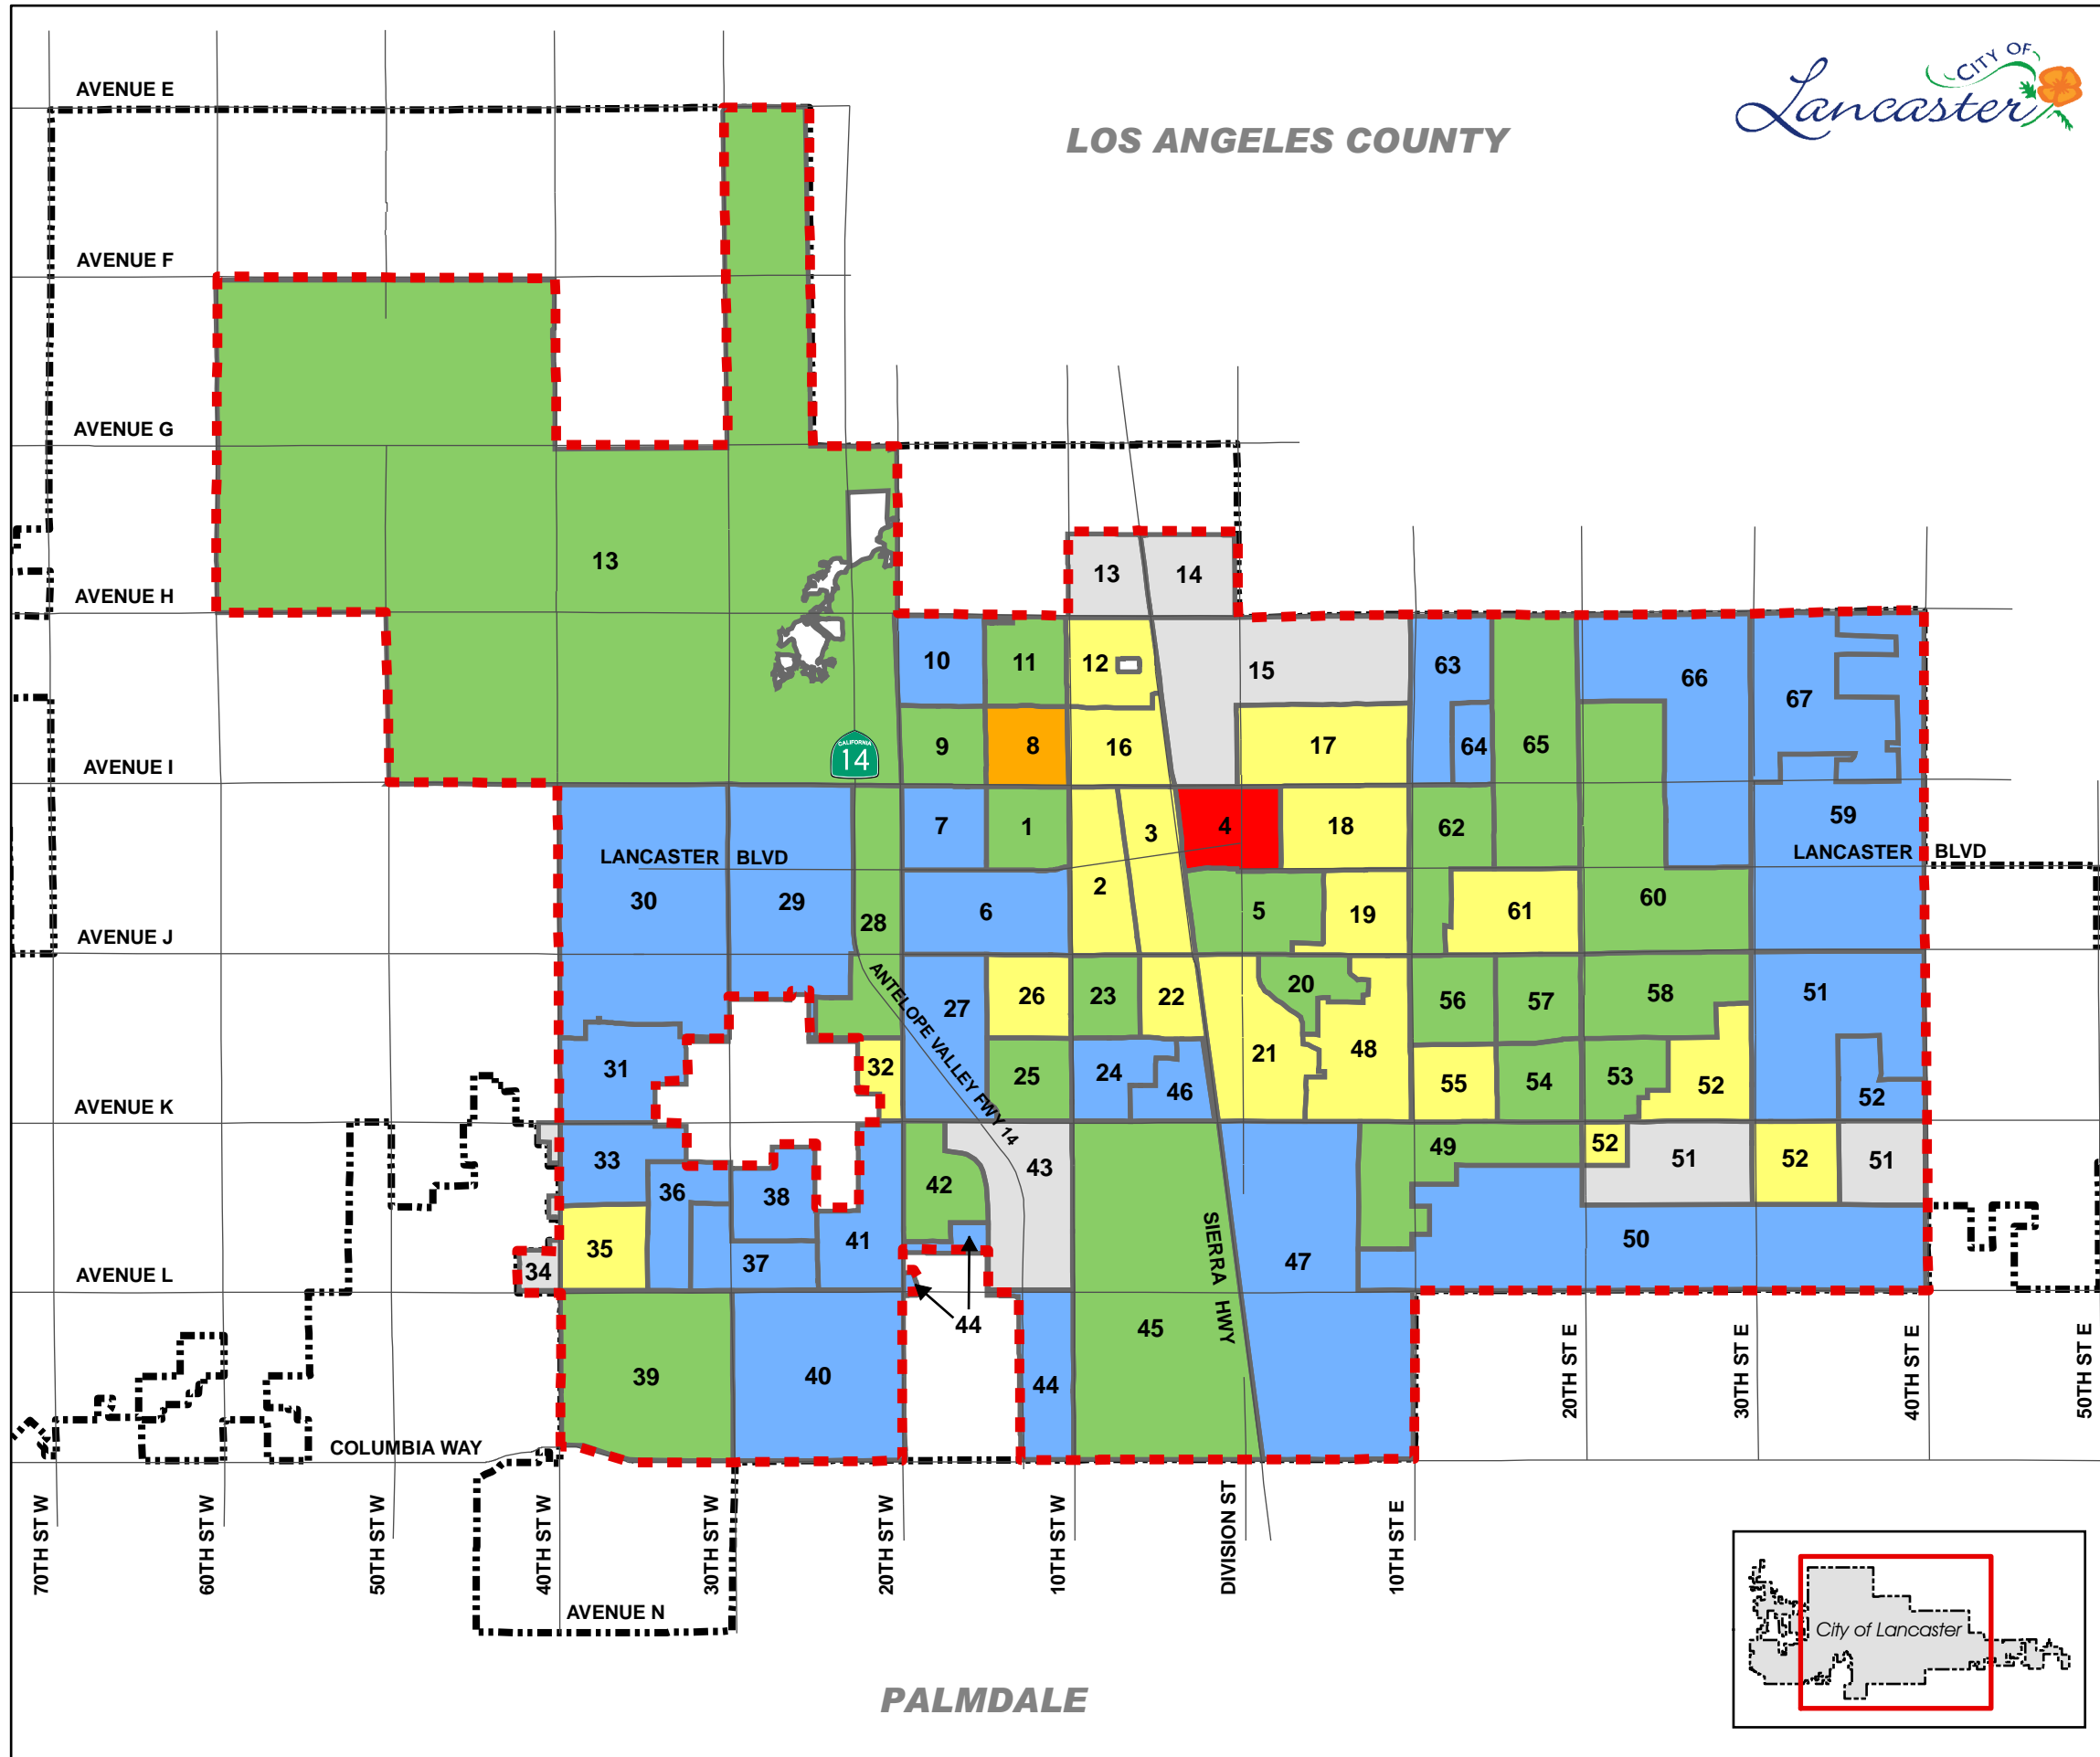 CITY OF
Lancaster
AVENUE E
LOS ANGELES COUNTY
AVENUE F
AVENUE G
13
13
14
AVENUE H
10
11
12
15
63
66
67
9
8
16
17
64
65
CALIFORNIA
14
AVENUE I
7
1
3
4
18
62
59
LANCASTER BLVD
LANCASTER BLVD
30
29
28
6
2
5
19
61
60
AVENUE J
27
26
23
22
20
56
57
58
51
ANTELOPE VALLEY FWY 14
31
32
25
24
46
21
48
55
54
53
52
52
AVENUE K
33
36
38
42
43
49
52
51
52
51
35
37
41
SIERRA HWY
47
50
34
AVENUE L
44
45
39
40
44
20TH ST E
30TH ST E
40TH ST E
50TH ST E
COLUMBIA WAY
70TH ST W
60TH ST W
50TH ST W
40TH ST W
30TH ST W
20TH ST W
10TH ST W
DIVISION ST
10TH ST E
AVENUE N
City of Lancaster
PALMDALE